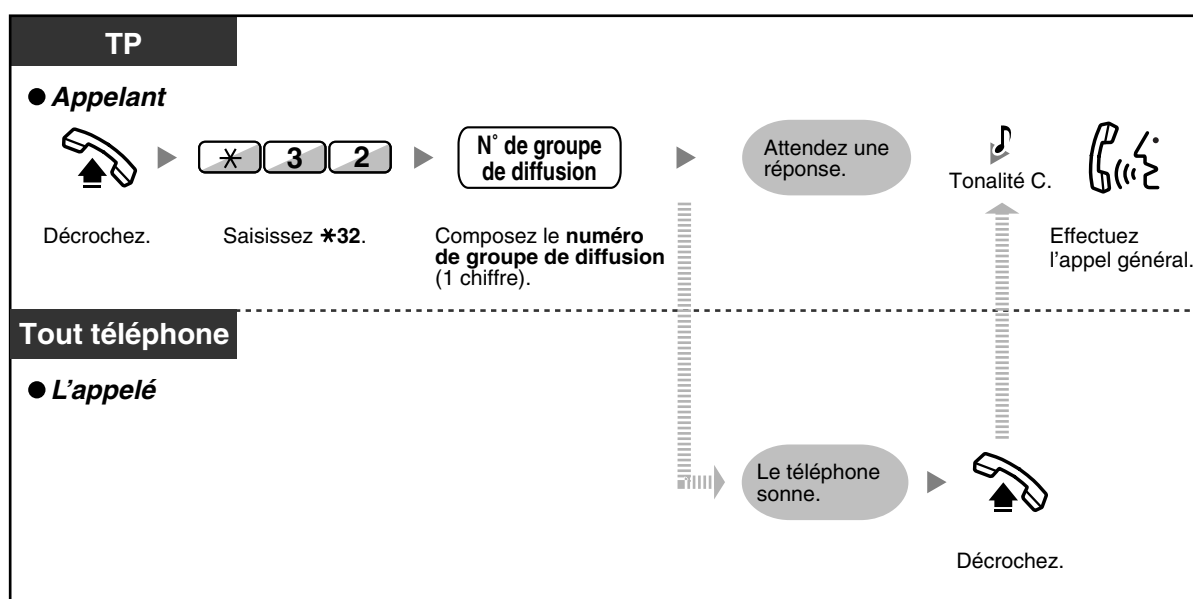 TP
● Appelant
✳ 3 2
N° de groupe
de diffusion
Attendez une
réponse.
Tonalité C.
Décrochez.
Saisissez ✳32.
Composez le numéro
de groupe de diffusion
(1 chiffre).
Effectuez
l’appel général.
Tout téléphone
● L’appelé
Le téléphone
sonne.
Décrochez.